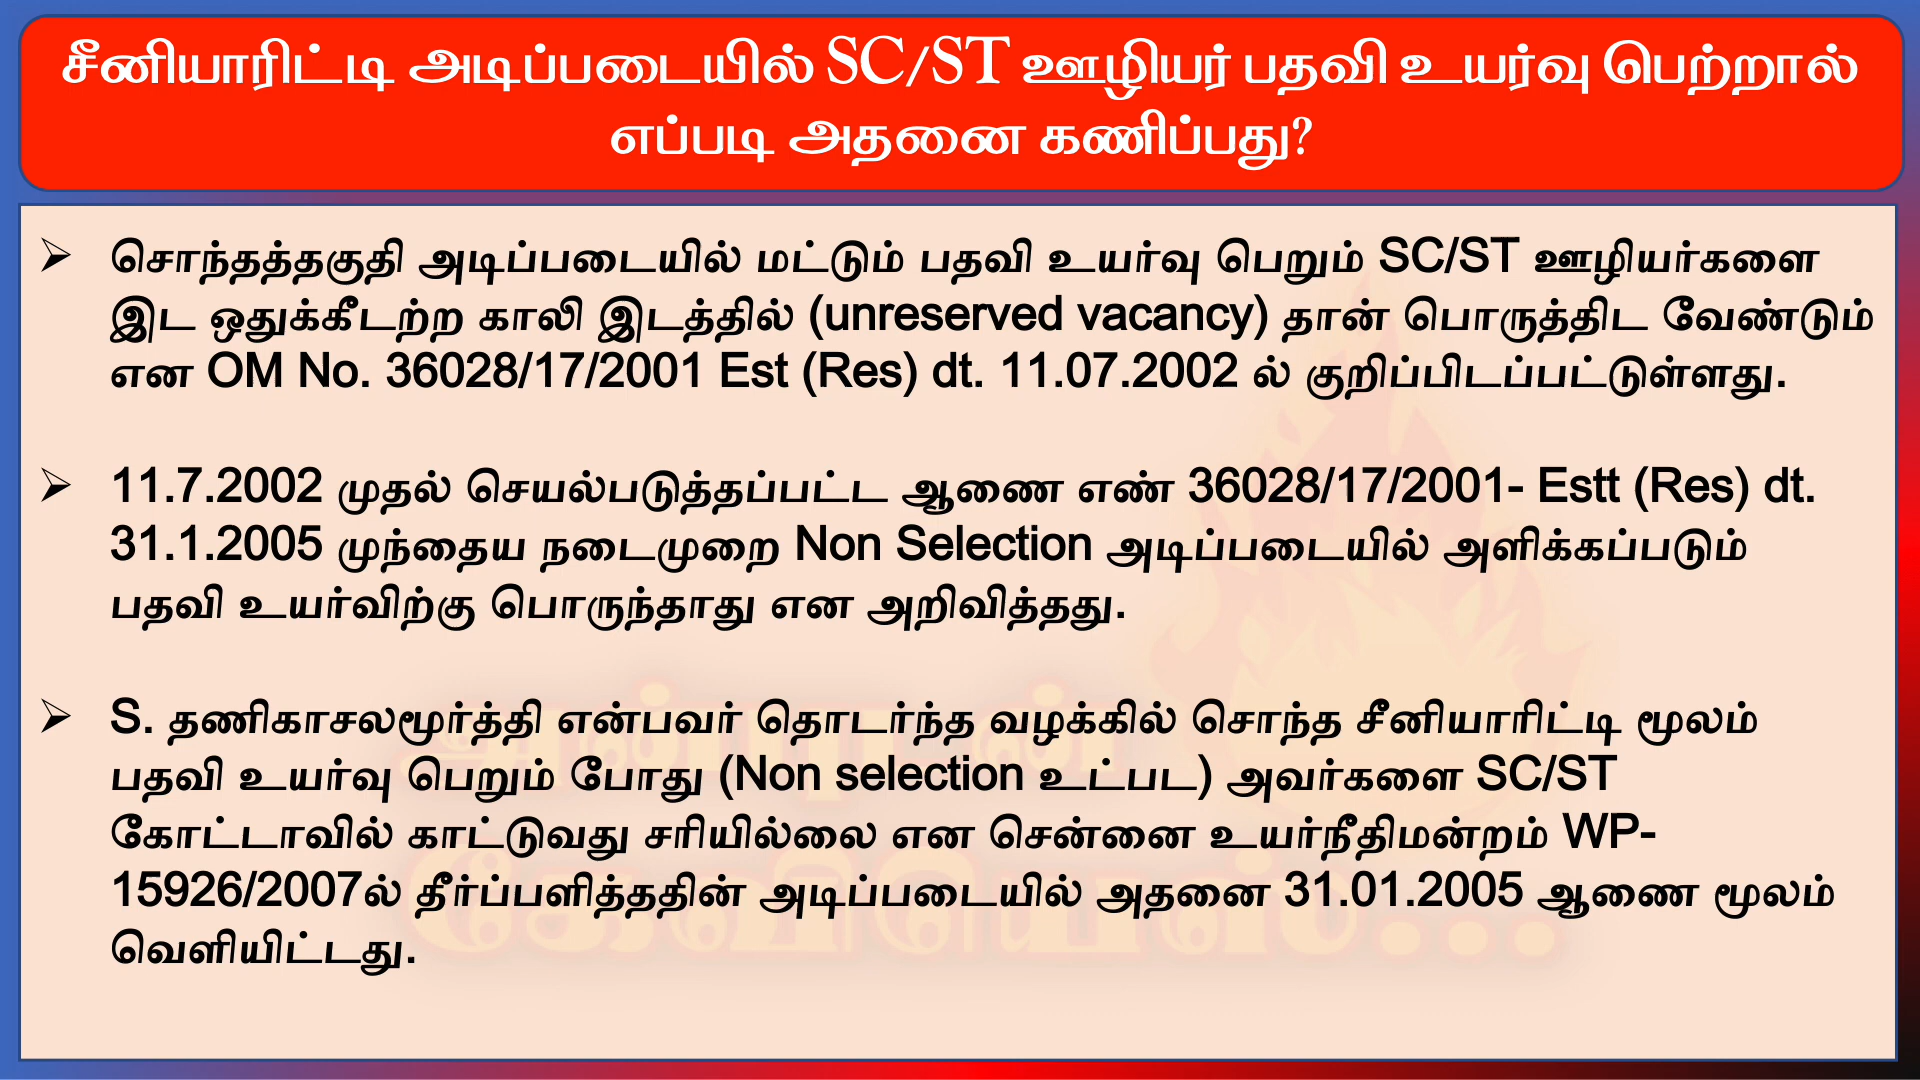 சீனியாரிட்டி அடிப்படையில் SC/ST ஊழியர் பதவி உயர்வு பெற்றால்
எப்படி அதனை கணிப்பது?
➢ சொந்தத்தகுதி அடிப்படையில் மட்டும் பதவி உயர்வு பெறும் SC/ST ஊழியர்களை
இட ஒதுக்கீடற்ற காலி இடத்தில் (unreserved vacancy) தான் பொருத்திட வேண்டும்
என OM No. 36028/17/2001 Est (Res) dt. 11.07.2002 ல் குறிப்பிடப்பட்டுள்ளது.
➢ 11.7.2002 முதல் செயல்படுத்தப்பட்ட ஆணை எண் 36028/17/2001- Estt (Res) dt.
31.1.2005 முந்தைய நடைமுறை Non Selection அடிப்படையில் அளிக்கப்படும்
பதவி உயர்விற்கு பொருந்தாது என அறிவித்தது.
➢ S. தணிகாசலமூர்த்தி என்பவர் தொடர்ந்த வழக்கில் சொந்த சீனியாரிட்டி மூலம்
பதவி உயர்வு பெறும் போது (Non selection உட்பட) அவர்களை SC/ST
கோட்டாவில் காட்டுவது சரியில்லை என சென்னை உயர்நீதிமன்றம் WP-
15926/2007ல் தீர்ப்பளித்ததின் அடிப்படையில் அதனை 31.01.2005 ஆணை மூலம்
வெளியிட்டது.